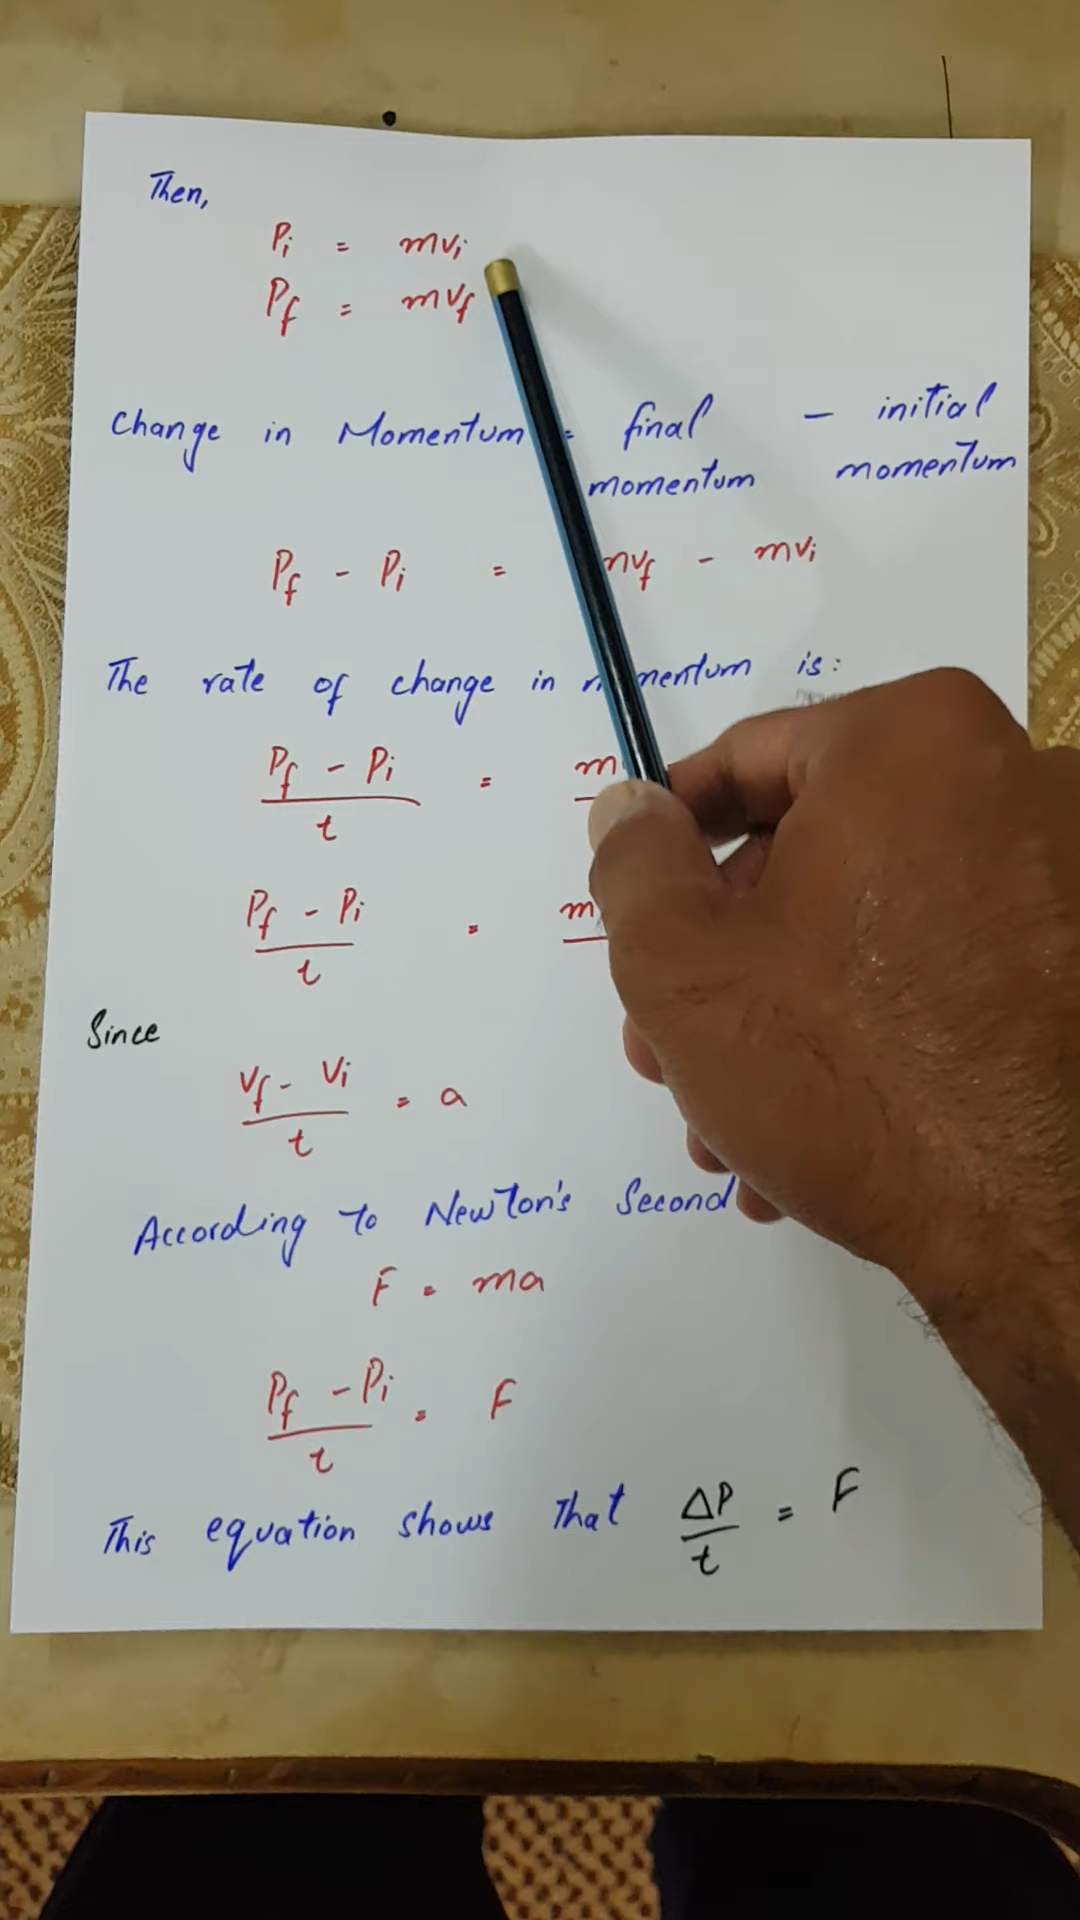 Then,
Pi = mvi
Pf = mvf
Change in Momentum = final momentum – initial momentum
Pf - Pi = mvf - mvi
The rate of change in momentum is:
Pf - Pi / t = m
Pf - Pi / t = m
Since
vf - vi / t = a
According to Newton's Second
F = ma
Pf - Pi / t = F
This equation shows that ΔP / t = F